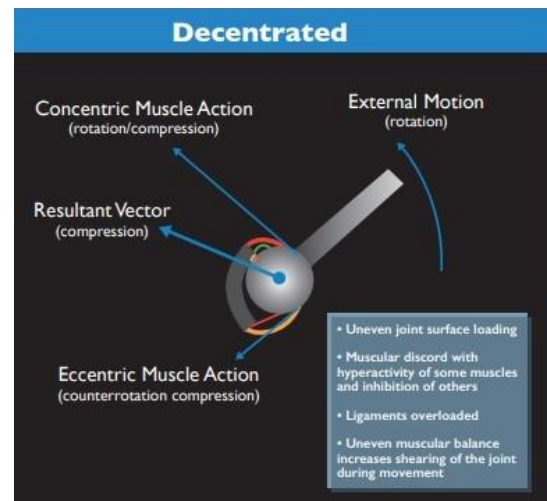 Decentrated
Concentric Muscle Action
(rotation/compression)
External Motion
(rotation)
Resultant Vector
(compression)
Eccentric Muscle Action
(counterrotation compression)
• Uneven joint surface loading
• Muscular discord with
hyperactivity of some muscles
and inhibition of others
• Ligaments overloaded
• Uneven muscular balance
increases shearing of the joint
during movement